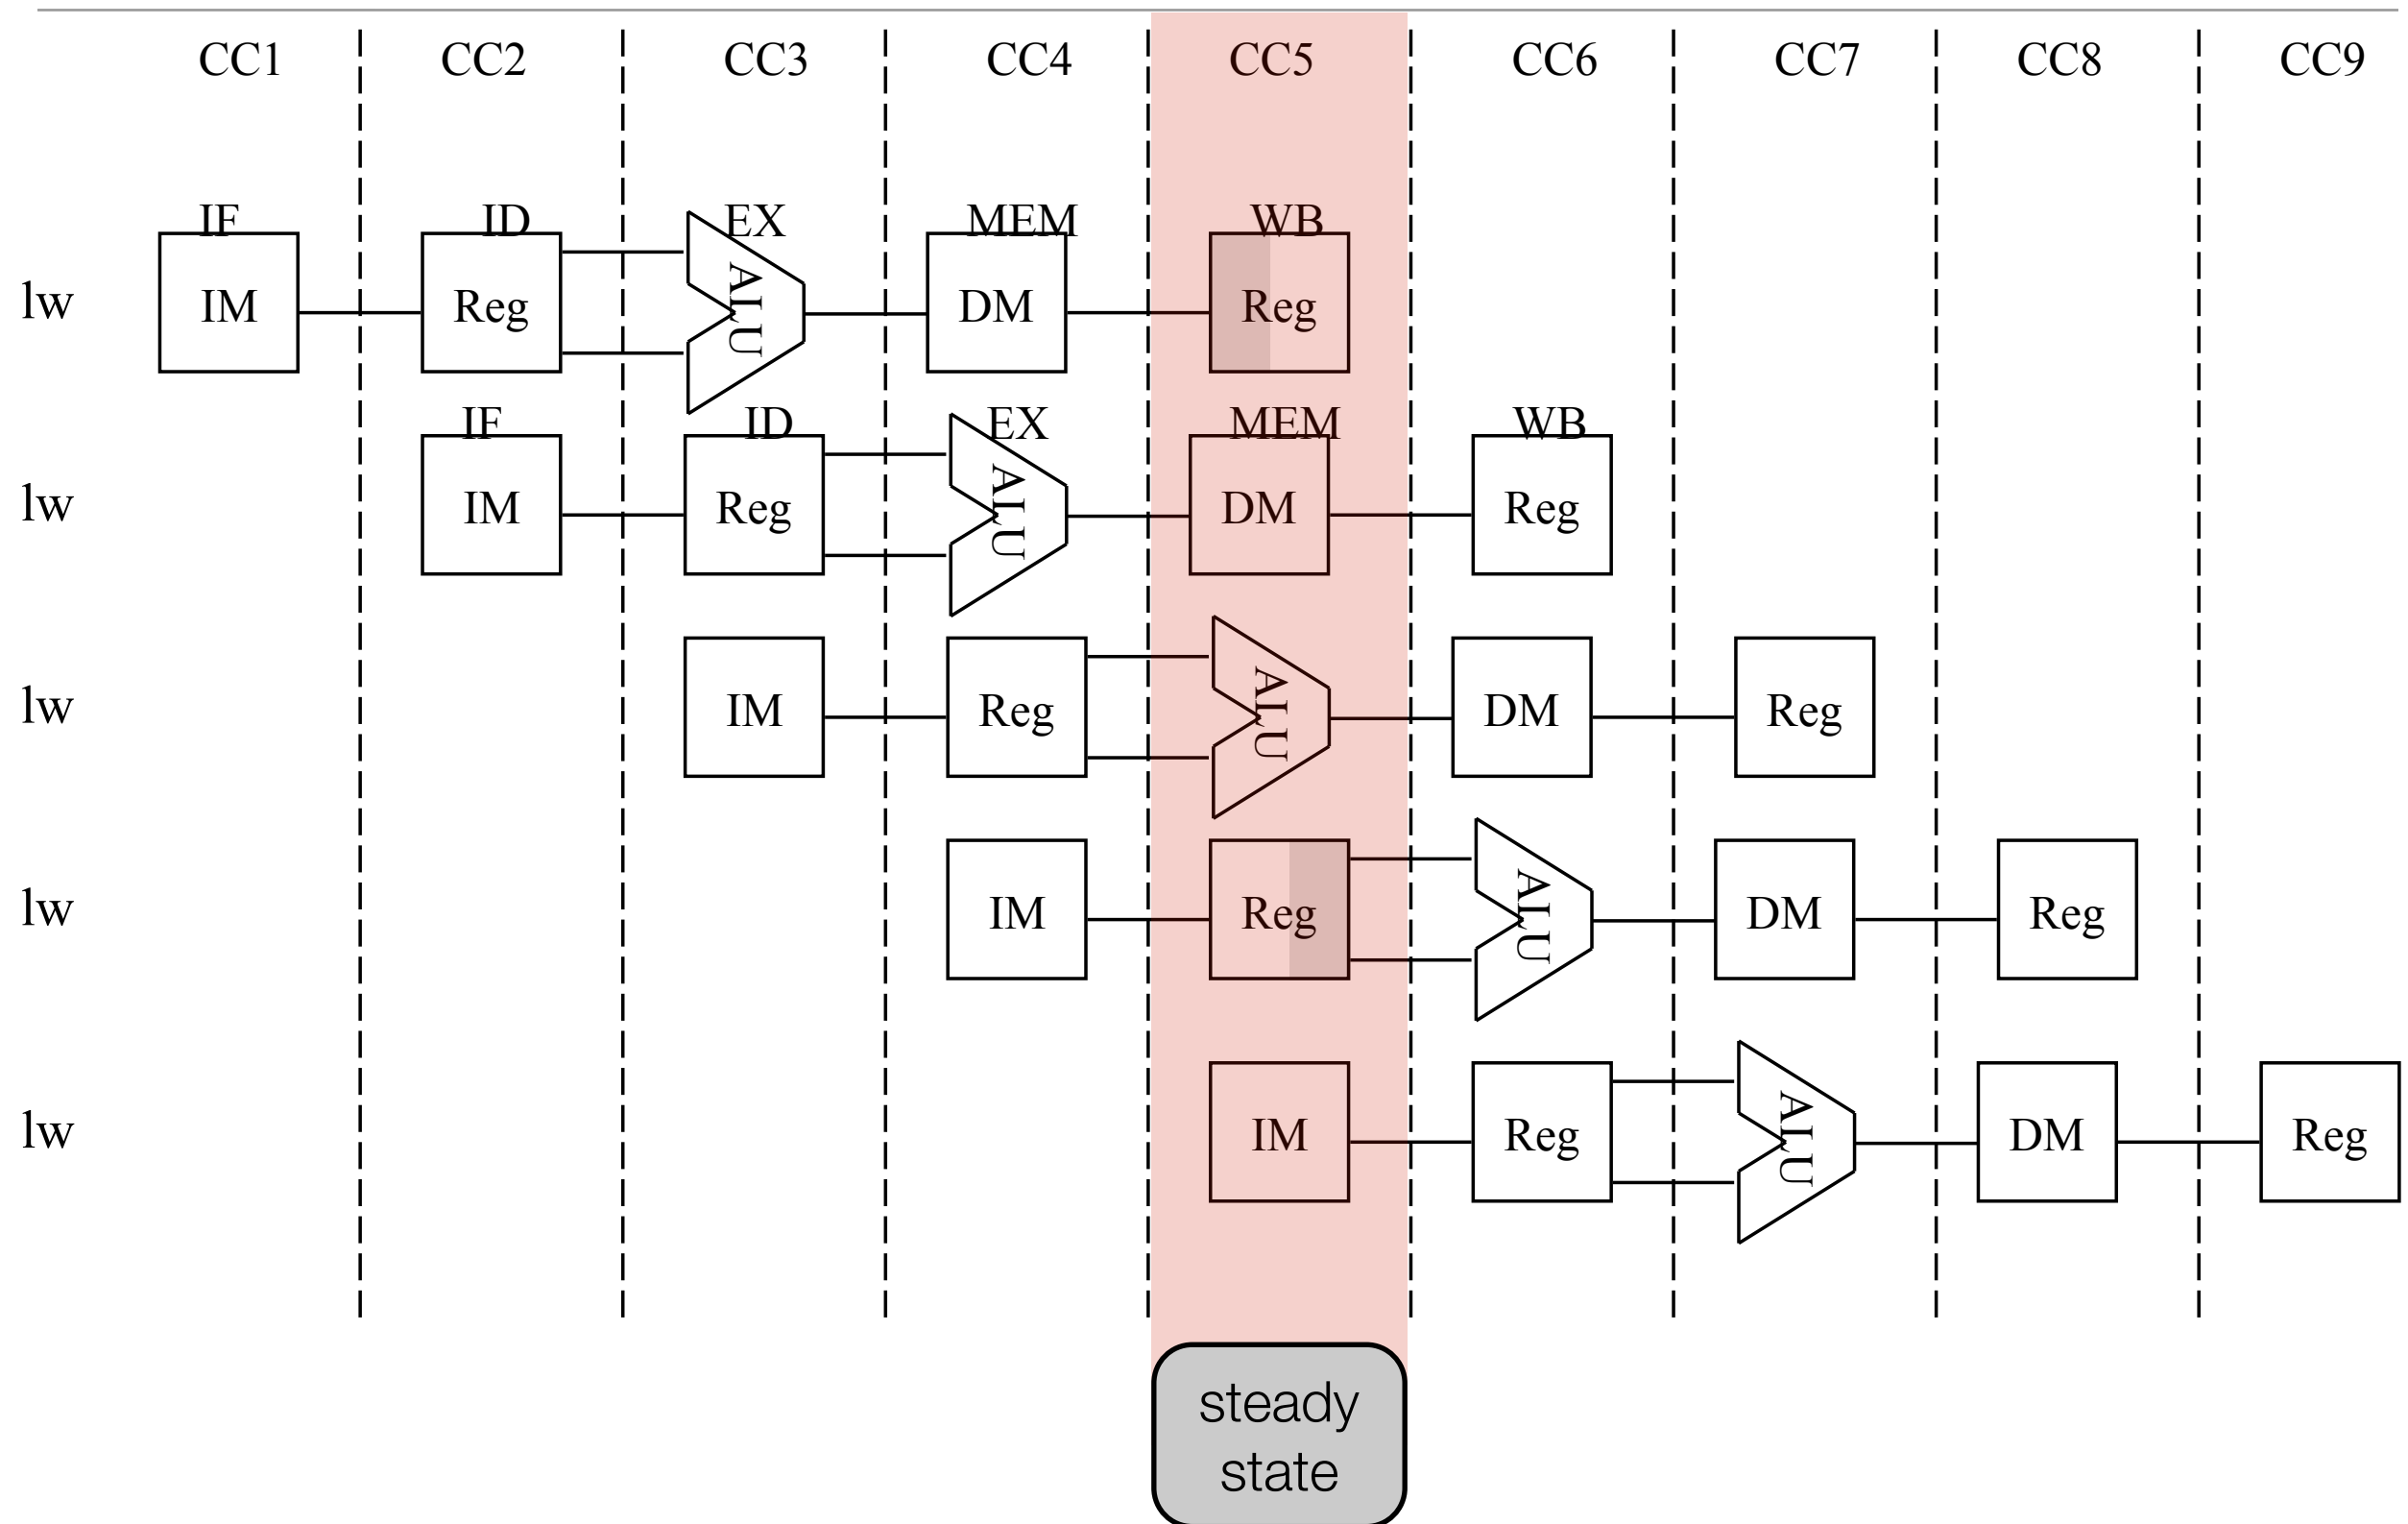 CC1 CC2 CC3 CC4 CC5 CC6 CC7 CC8 CC9
IF ID EX MEM WB
lw IM Reg ALU DM Reg
IF ID EX MEM WB
lw IM Reg ALU DM Reg
lw IM Reg ALU DM Reg
lw IM Reg ALU DM Reg
lw IM Reg ALU DM Reg
steady
state